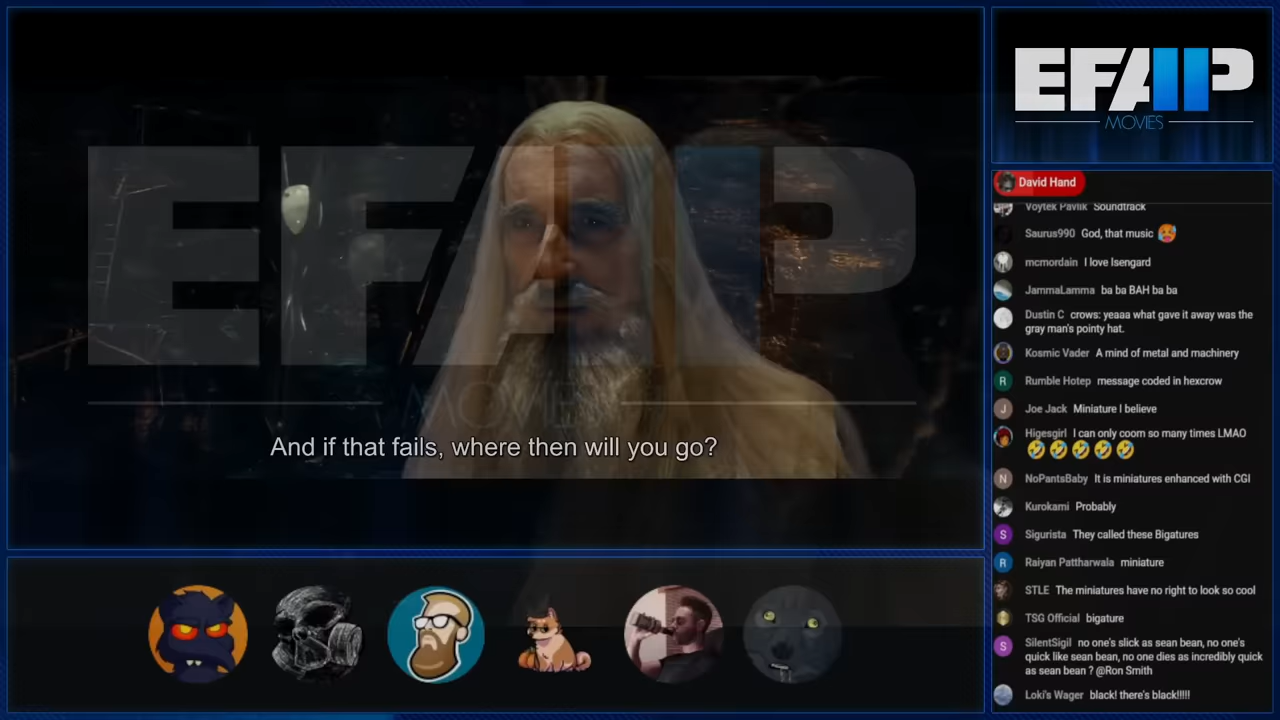 EFAP
MOVIES
And if that fails, where then will you go?
EFAP
MOVIES
David Hand
Voytek Pavlik Soundtrack
Saurus990 God, that music 🥵
mcmordain I love Isengard
JammaLamma ba ba BAH ba ba
Dustin C crows: yeaaa what gave it away was the
gray man's pointy hat.
Kosmic Vader A mind of metal and machinery
R Rumble Hotep message coded in hexcrow
J Joe Jack Miniature I believe
Higesgirl I can only coom so many times LMAO
🤣🤣🤣🤣🤣
N NoPantsBaby It is miniatures enhanced with CGI
Kurokami Probably
S Sigurista They called these Bigatures
R Raiyan Pattharwala miniature
STLE The miniatures have no right to look so cool
TSG Official bigature
S SilentSigil no one's slick as sean bean, no one's
quick like sean bean, no one dies as incredibly quick
as sean bean ? @Ron Smith
Loki's Wager black! there's black!!!!!